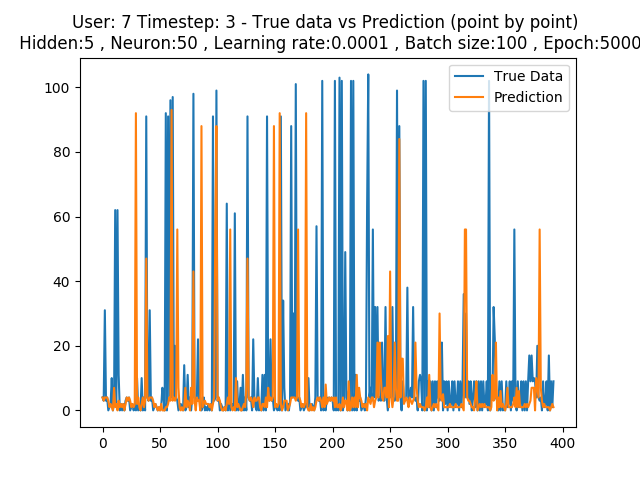 User: 7 Timestep: 3 - True data vs Prediction (point by point)
Hidden:5 , Neuron:50 , Learning rate:0.0001 , Batch size:100 , Epoch:5000
True Data
Prediction
100
80
60
40
20
0
0 50 100 150 200 250 300 350 400